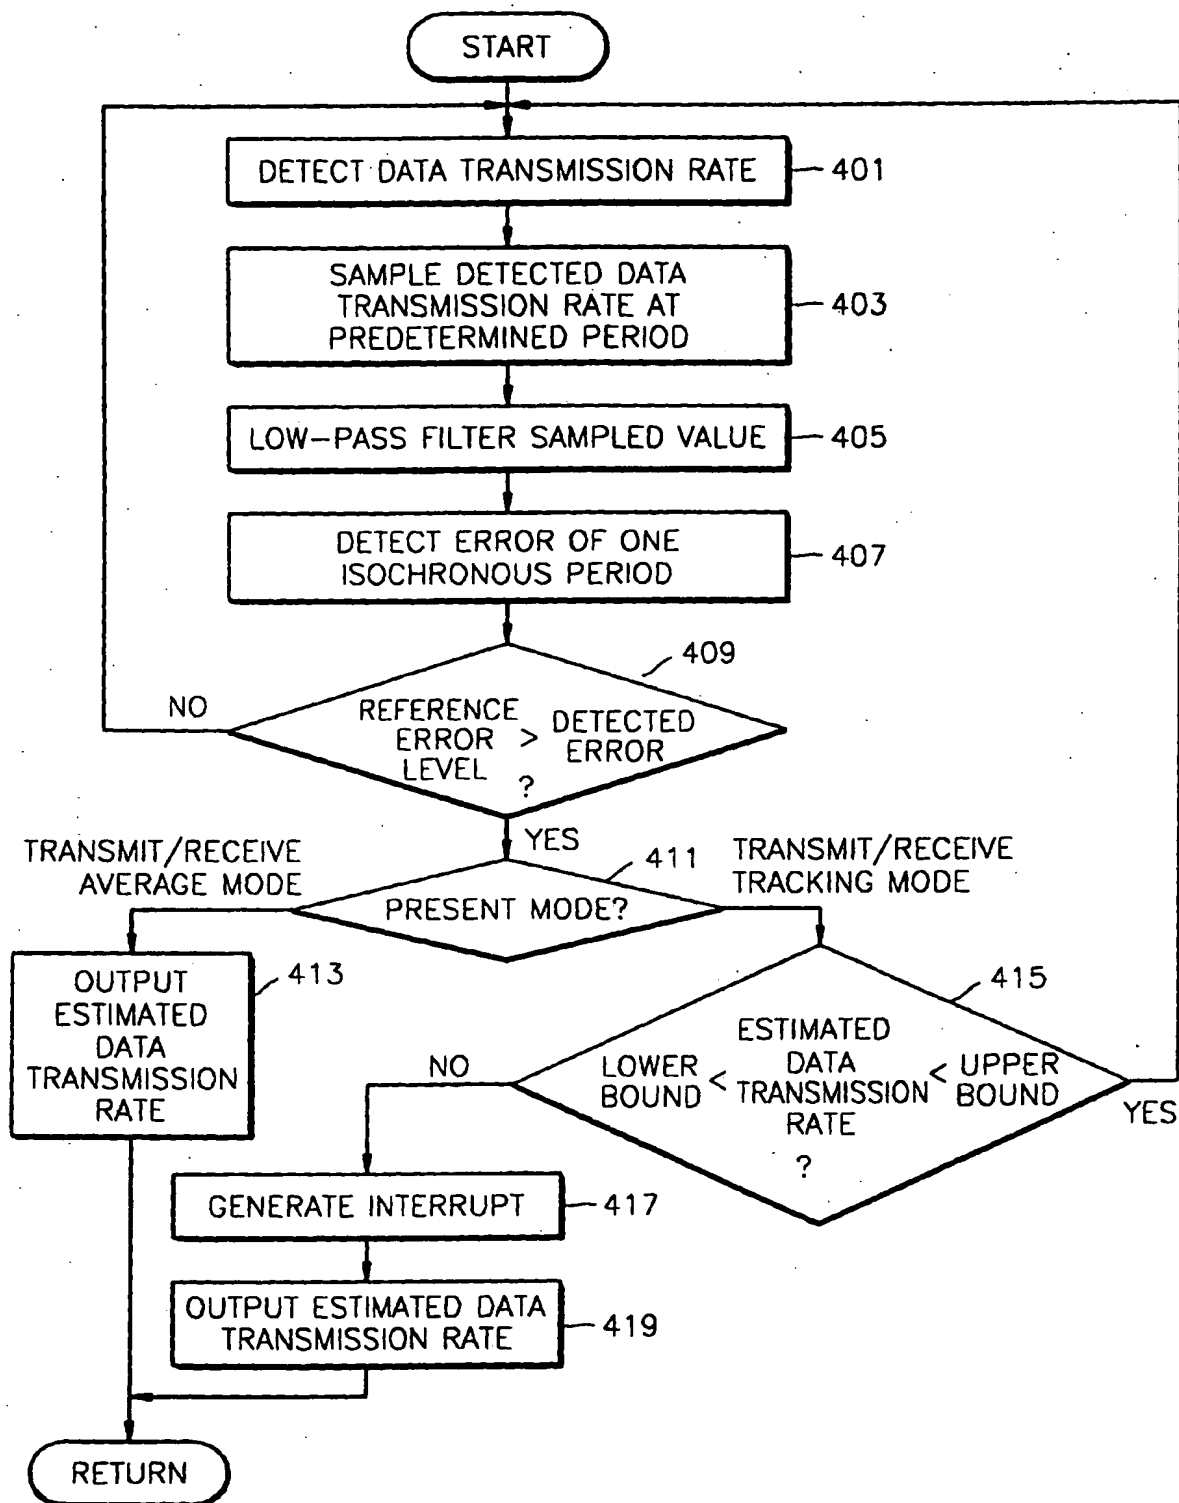 START
DETECT DATA TRANSMISSION RATE
401
SAMPLE DETECTED DATA
TRANSMISSION RATE AT
PREDETERMINED PERIOD
403
LOW-PASS FILTER SAMPLED VALUE
405
DETECT ERROR OF ONE
ISOCHRONOUS PERIOD
407
409
REFERENCE
ERROR
LEVEL
>
DETECTED
ERROR
?
NO
YES
411
PRESENT MODE?
TRANSMIT/RECEIVE
AVERAGE MODE
TRANSMIT/RECEIVE
TRACKING MODE
OUTPUT
ESTIMATED
DATA
TRANSMISSION
RATE
413
415
LOWER
BOUND
<
ESTIMATED
DATA
TRANSMISSION
RATE
<
UPPER
BOUND
?
NO
YES
GENERATE INTERRUPT
417
OUTPUT ESTIMATED DATA
TRANSMISSION RATE
419
RETURN